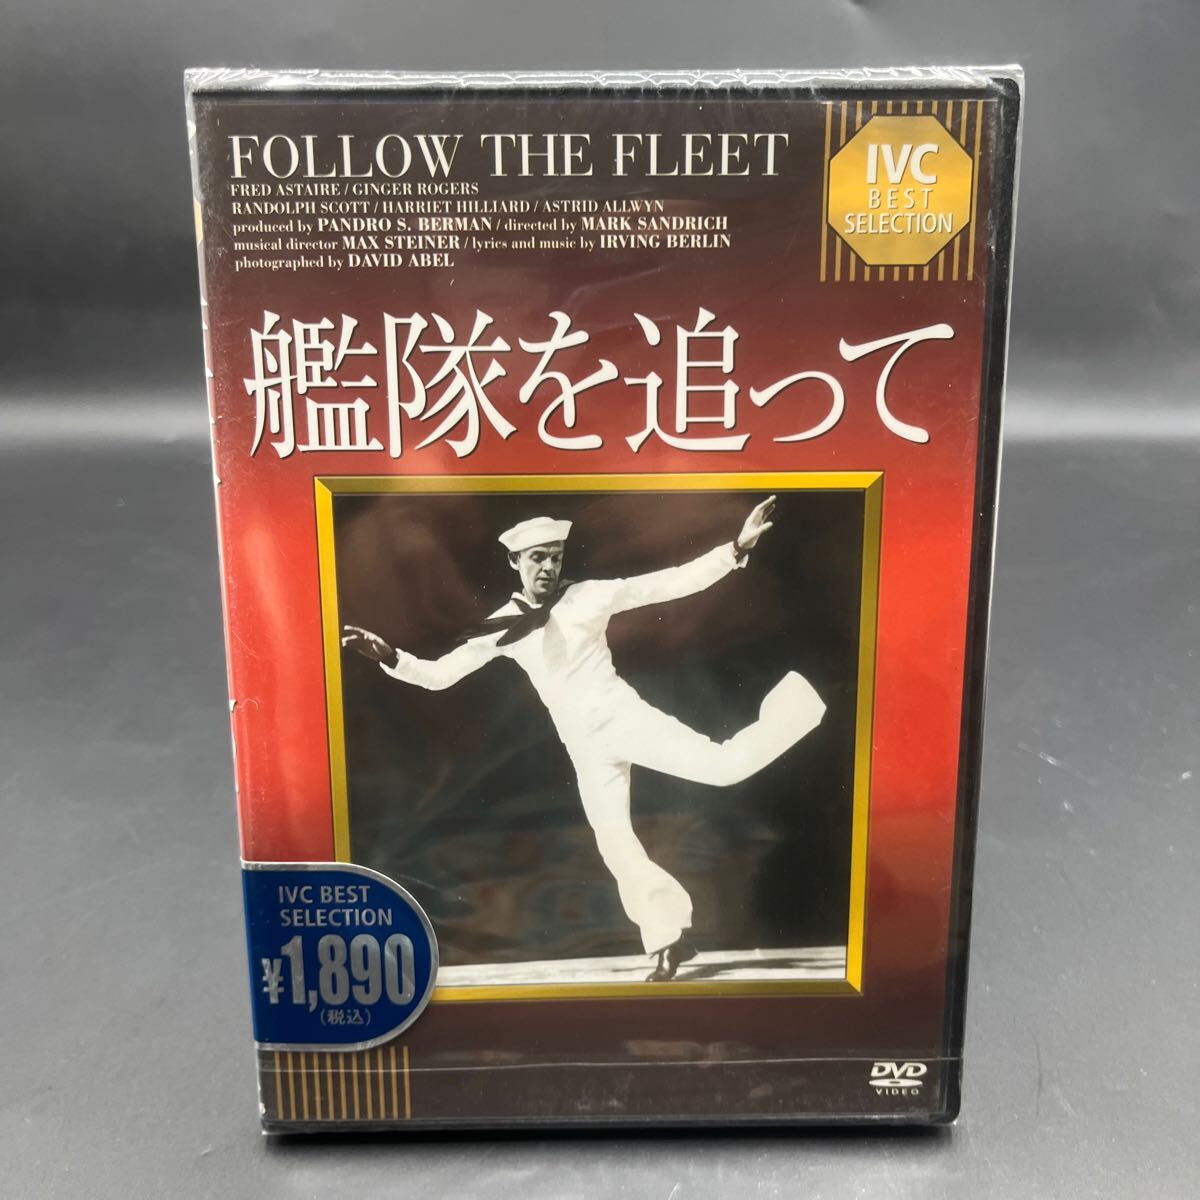 FOLLOW THE FLEET
FRED ASTAIRE / GINGER ROGERS
RANDOLPH SCOTT / HARRIET HILLIARD / ASTRID ALLWYN
produced by PANDRO S. BERMAN / directed by MARK SANDRICH
musical director MAX STEINER / lyrics and music by IRVING BERLIN
photographed by DAVID ABEL
IVC
BEST
SELECTION
艦隊を追って
IVC BEST
SELECTION
¥1,890
(税込)
DVD
VIDEO